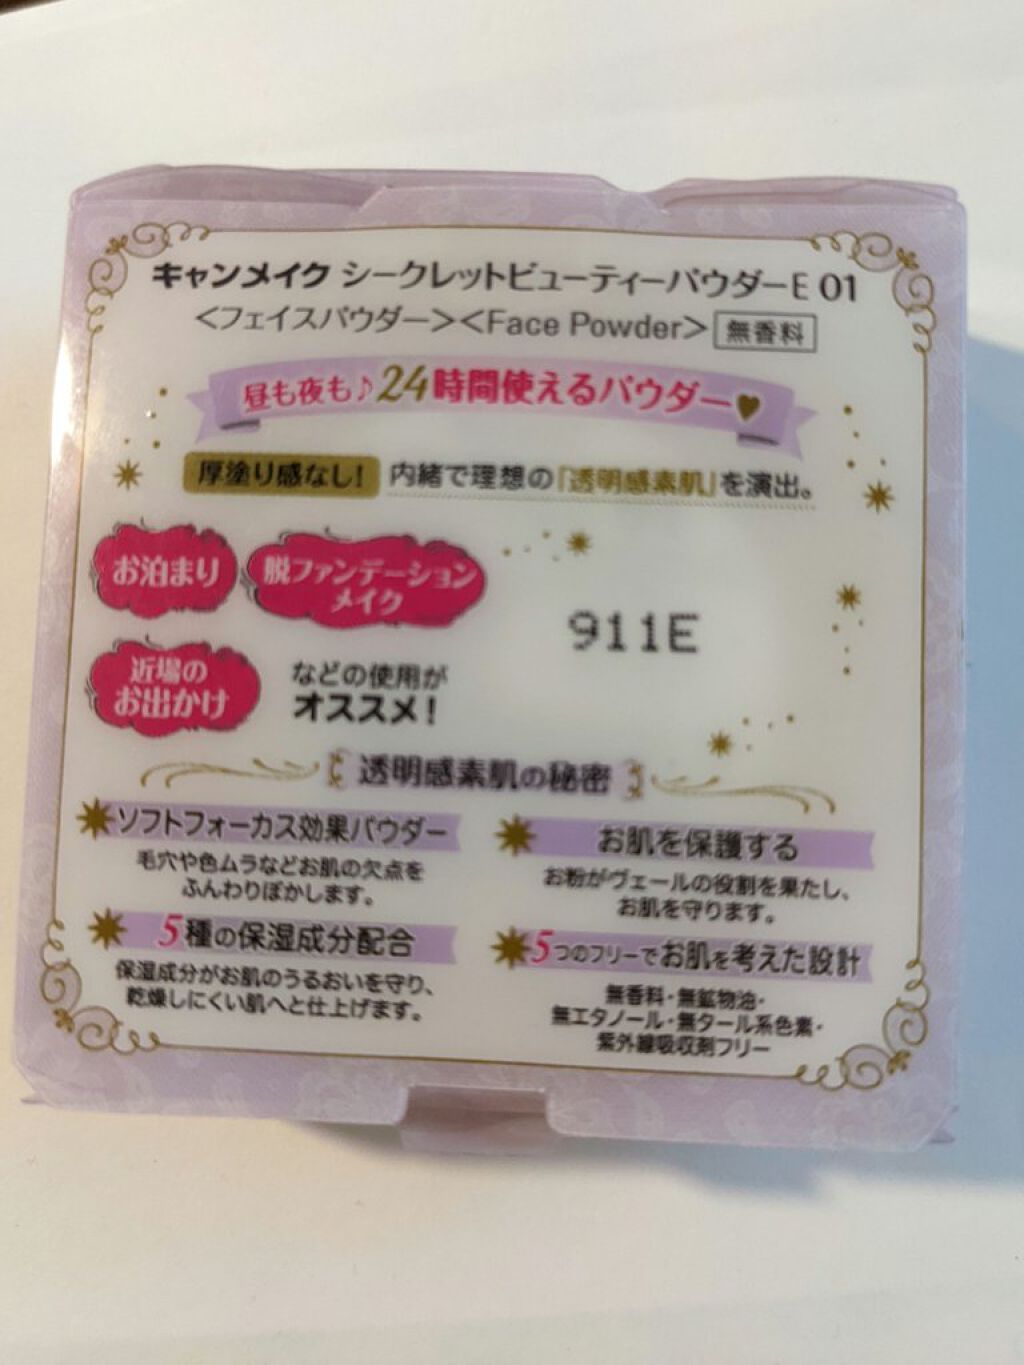 キャンメイク シークレットビューティーパウダーE 01
<フェイスパウダー><Face Powder> 無香料
昼も夜も♪24時間使えるパウダー♥
厚塗り感なし! 内緒で理想の「透明感素肌」を演出。
お泊まり
脱ファンデーション
メイク
近場の
お出かけ
などの使用が
オススメ!
911E
透明感素肌の秘密
ソフトフォーカス効果パウダー
毛穴や色ムラなどお肌の欠点を
ふんわりぼかします。
お肌を保護する
お粉がヴェールの役割を果たし、
お肌を守ります。
5種の保湿成分配合
保湿成分がお肌のうるおいを守り、
乾燥しにくい肌へと仕上げます。
5つのフリーでお肌を考えた設計
無香料・無鉱物油・
無エタノール・無タール系色素・
紫外線吸収剤フリー